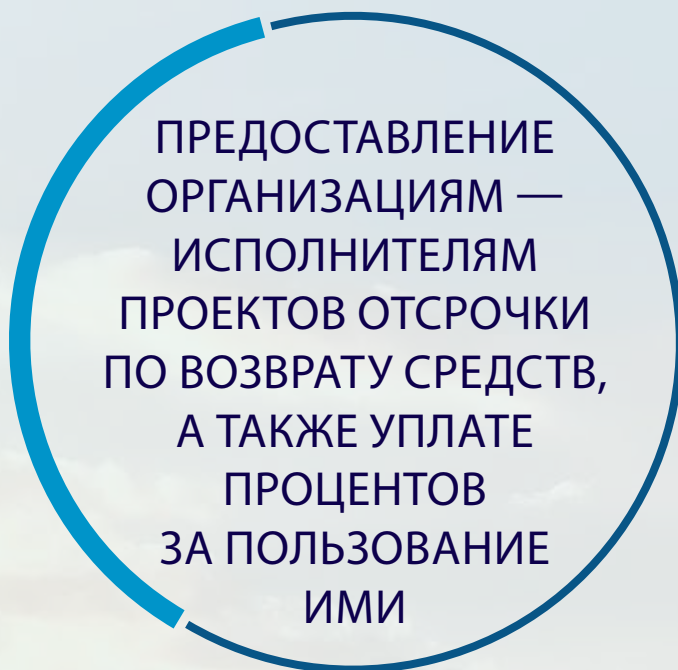 ПРЕДОСТАВЛЕНИЕ
ОРГАНИЗАЦИЯМ —
ИСПОЛНИТЕЛЯМ
ПРОЕКТОВ ОТСРОЧКИ
ПО ВОЗВРАТУ СРЕДСТВ,
А ТАКЖЕ УПЛАТЕ
ПРОЦЕНТОВ
ЗА ПОЛЬЗОВАНИЕ
ИМИ